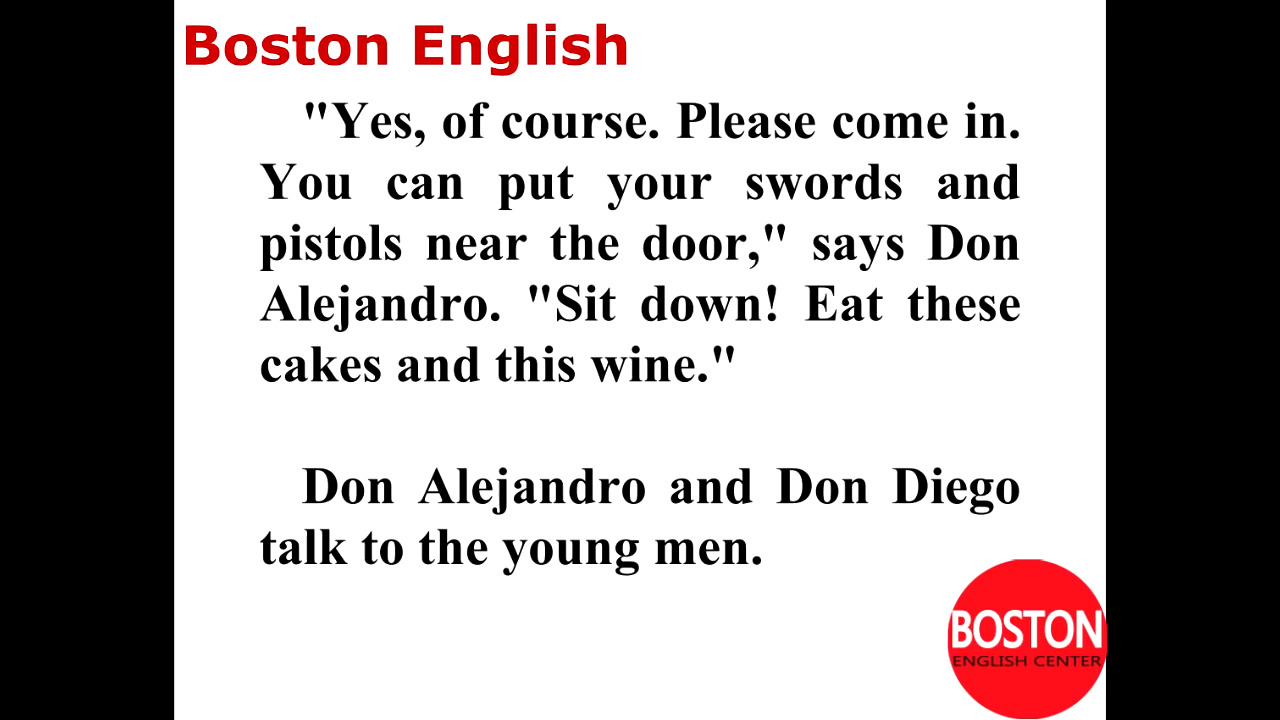 Boston English
"Yes, of course. Please come in.
You can put your swords and
pistols near the door," says Don
Alejandro. "Sit down! Eat these
cakes and this wine."
Don Alejandro and Don Diego
talk to the young men.
BOSTON
ENGLISH CENTER